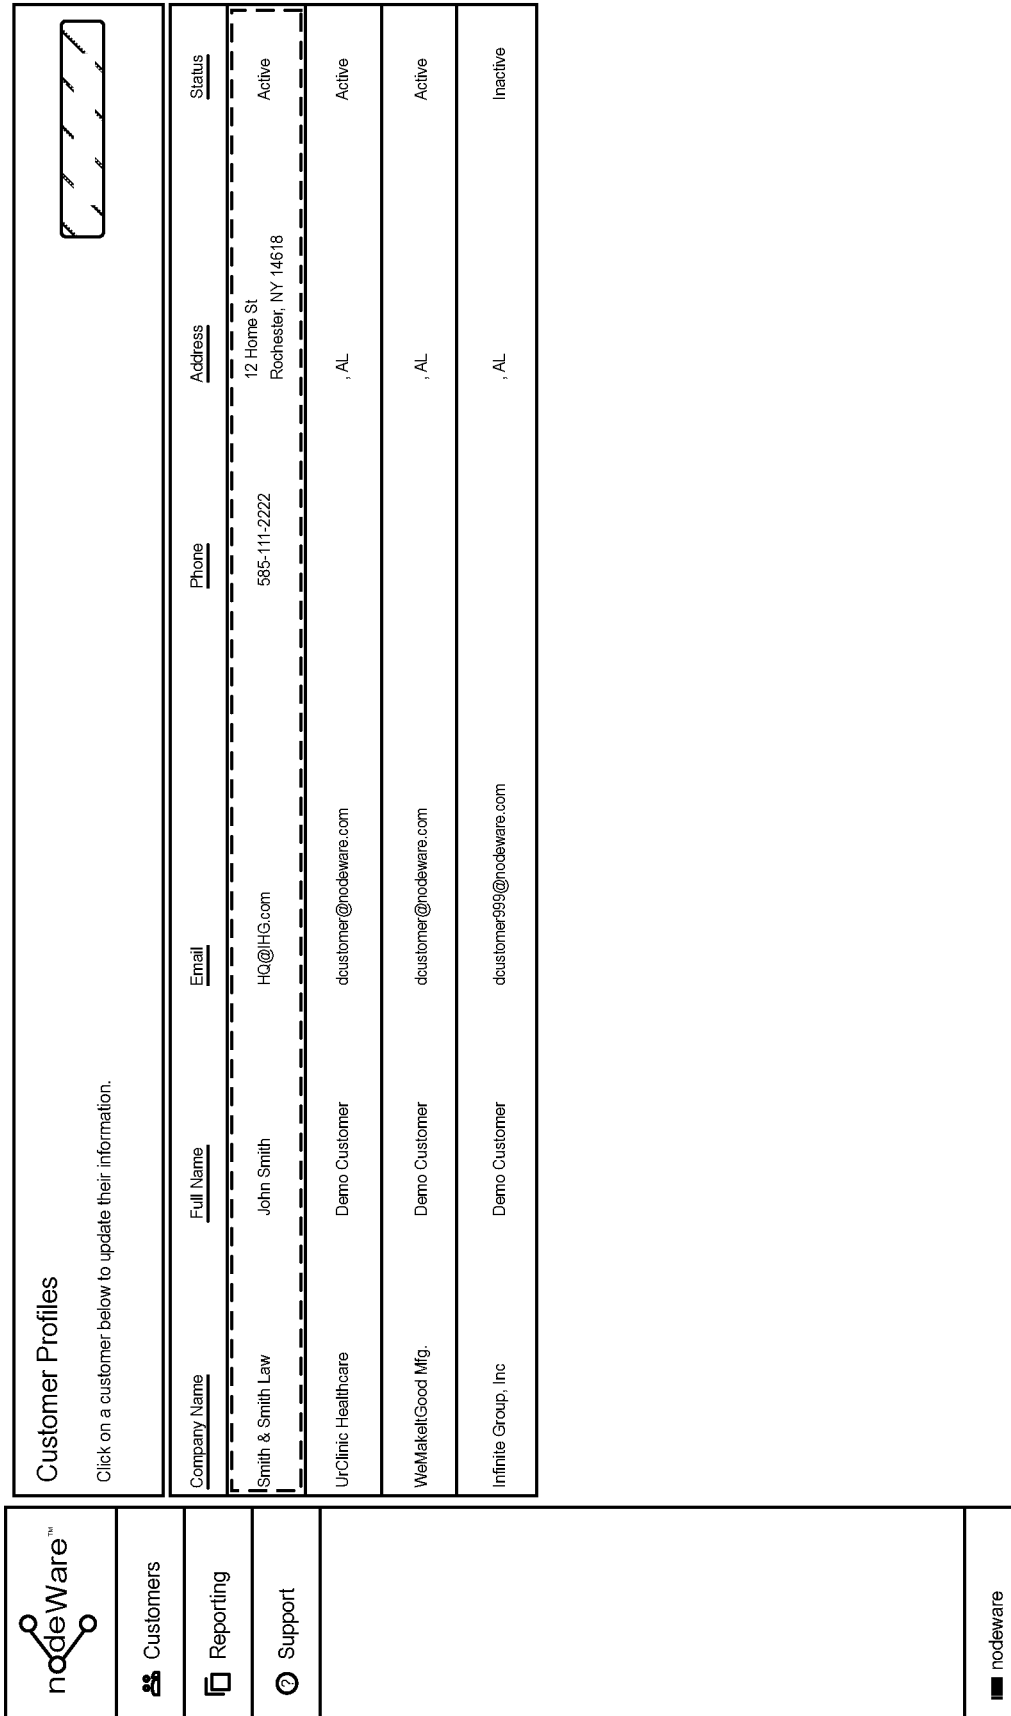 nodeWare™
Customers
Reporting
Support
nodeware
Customer Profiles
Click on a customer below to update their information.
Company Name Full Name Email Phone Address Status
Smith & Smith Law John Smith HQ@IHG.com 585-111-2222 12 Home St Active
Rochester, NY 14618
UrClinic Healthcare Demo Customer dcustomer@nodeware.com , AL Active
WeMakeItGood Mfg. Demo Customer dcustomer@nodeware.com , AL Active
Infinite Group, Inc Demo Customer dcustomer999@nodeware.com , AL Inactive